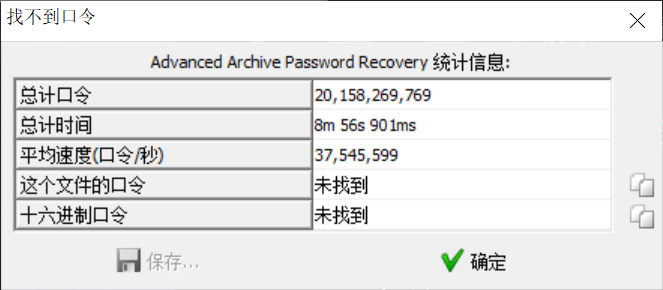 找不到口令
Advanced Archive Password Recovery 统计信息:
总计口令 20,158,269,769
总计时间 8m 56s 901ms
平均速度(口令/秒) 37,545,599
这个文件的口令 未找到
十六进制口令 未找到
保存... 确定